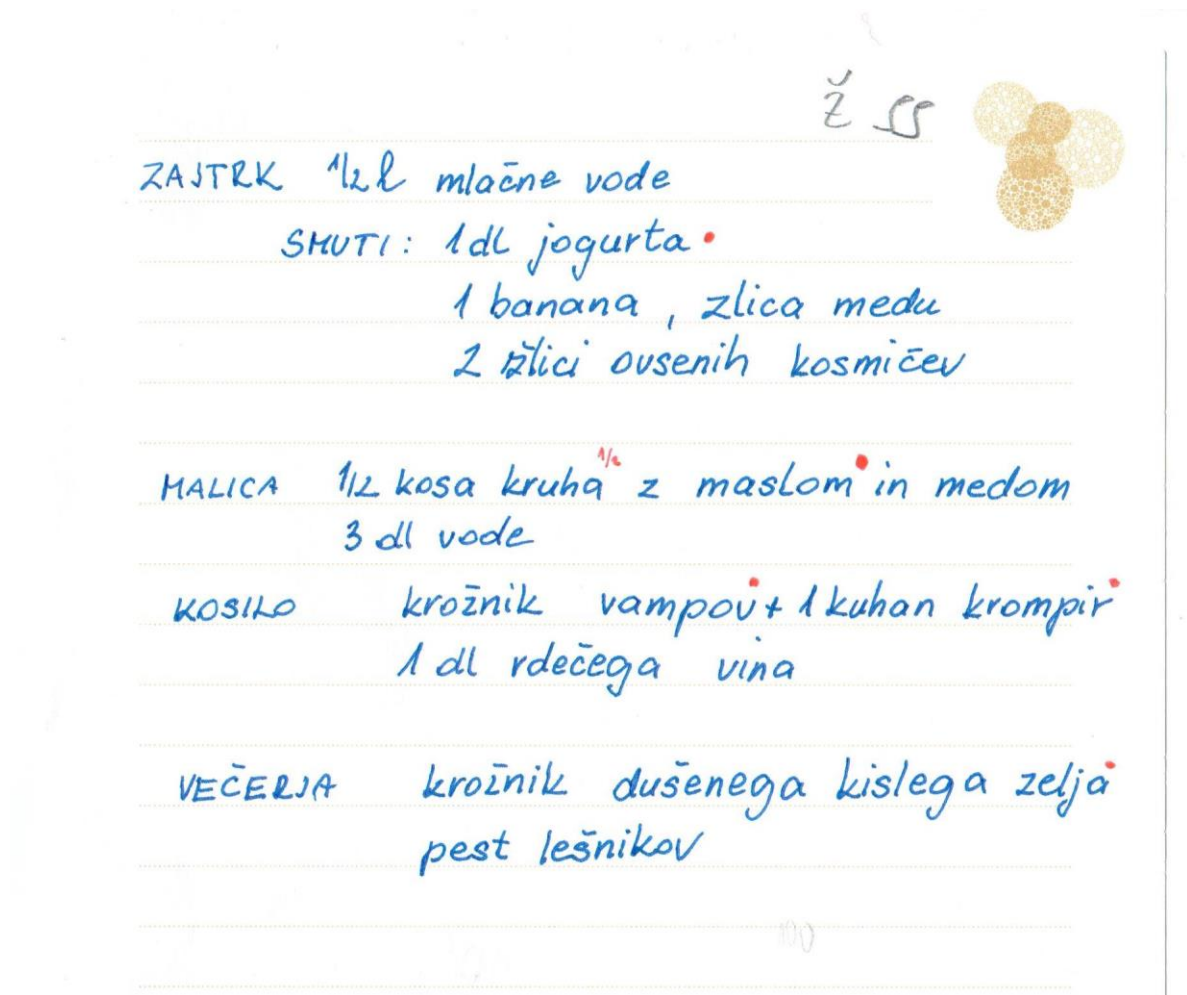 Ž 55
ZAJTRK 1/2 l mlačne vode
SMUTI: 1 dL jogurta
1 banana, zlica medu
2 žlici ovsenih kosmičev
1/2
MALICA 1/2 kosa kruha z maslom in medom
3 dl vode
KOSILO krožnik vampov + 1 kuhan krompir
1 dl rdečega vina
VEČERJA krožnik dušenega kislega zelja
pest lešnikov